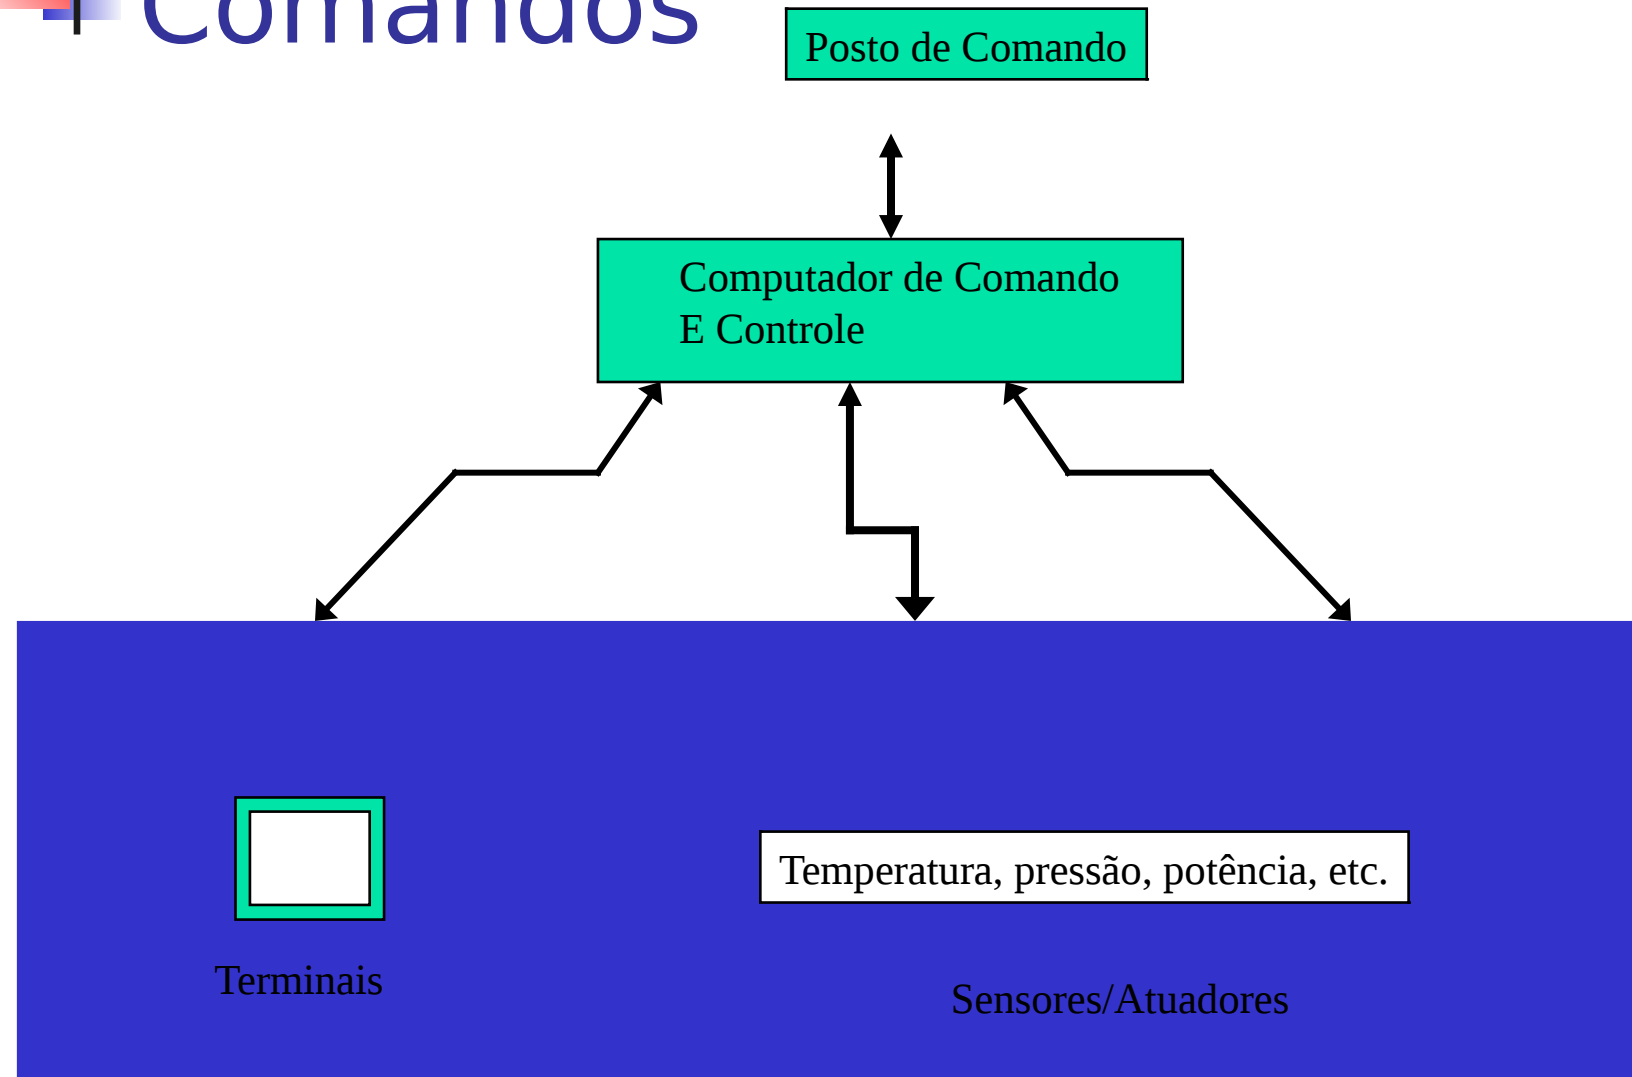 Comandos
Posto de Comando
Computador de Comando
E Controle
Temperatura, pressão, potência, etc.
Terminais
Sensores/Atuadores